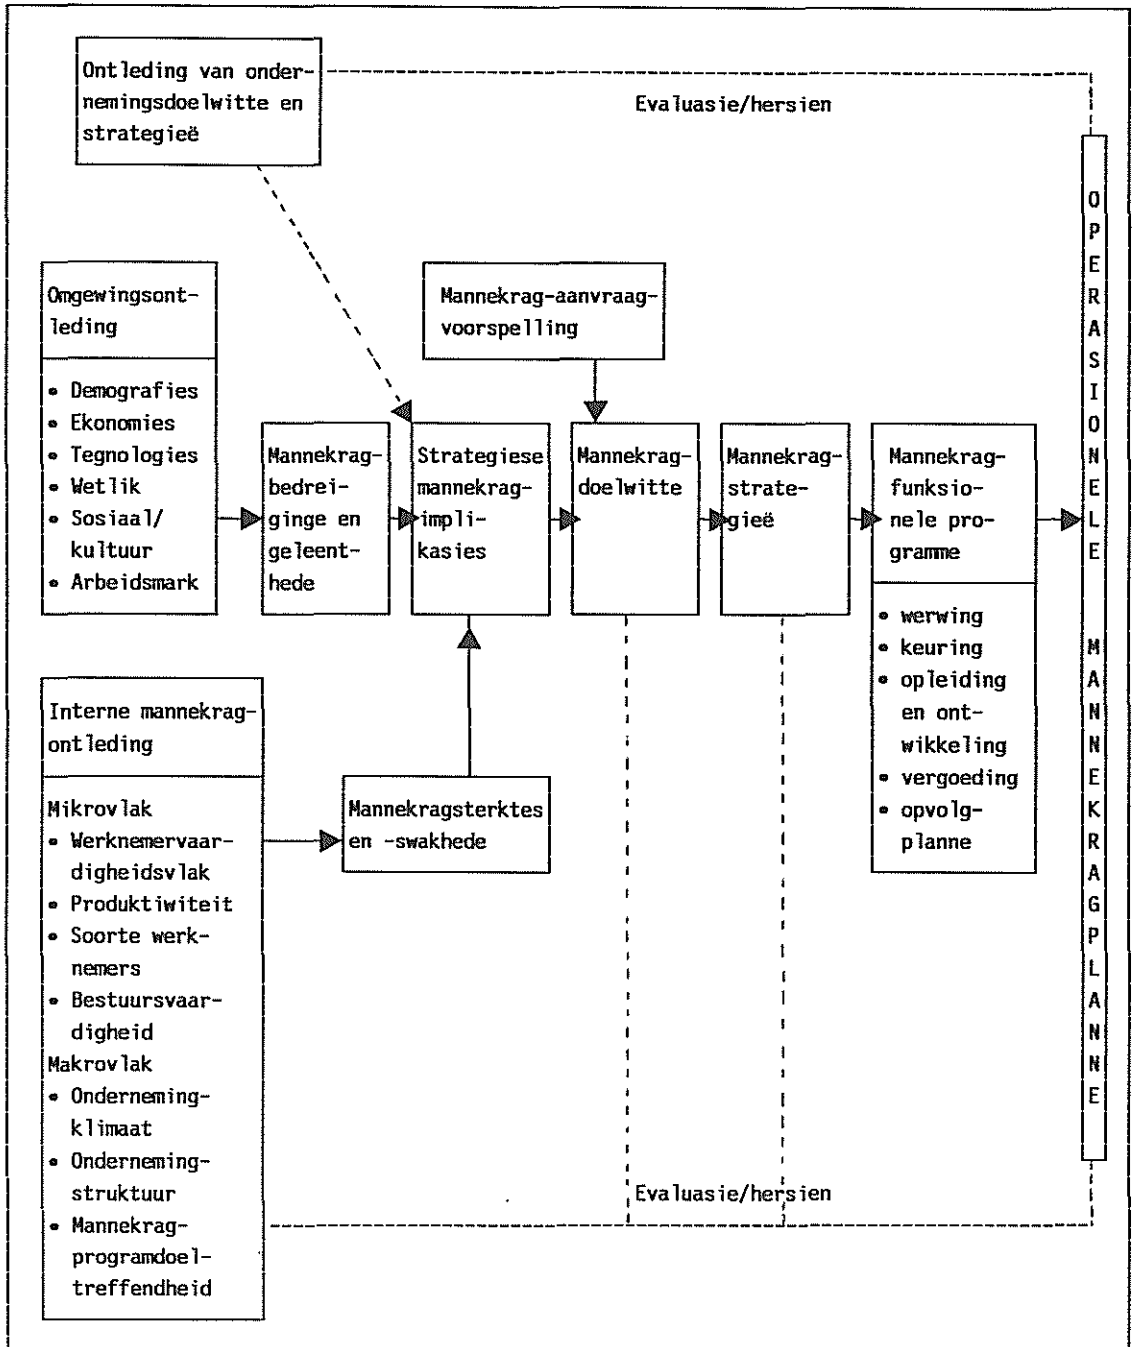 Ontleding van onder-
nemingsdoelwitte en
strategieë
Evaluasie/hersien
Omgewingsont-
leding
• Demografies
• Ekonomies
• Tegnologies
• Wetlik
• Sosiaal/
kultuur
• Arbeidsmark
Mannekrag-aanvraag-
voorspelling
Mannekrag-
bedrei-
ginge en
geleent-
hede
Strategiese
mannekrag-
impli-
kasies
Mannekrag-
doelwitte
Mannekrag-
strate-
gieë
Mannekrag-
funksio-
nele pro-
gramme
• werwing
• keuring
• opleiding
en ont-
wikkeling
• vergoeding
• opvolg-
planne
Interne mannekrag-
ontleding
Mikrovlak
• Werknemervaar-
digheidsvlak
• Produktiwiteit
• Soorte werk-
nemers
• Bestuursvaar-
digheid
Makrovlak
• Onderneming-
klimaat
• Onderneming-
struktuur
• Mannekrag-
programdoel-
treffendheid
Mannekragsterktes
en -swakhede
Evaluasie/hersien
OPERASIONELE MANNEKRAGPLANNE